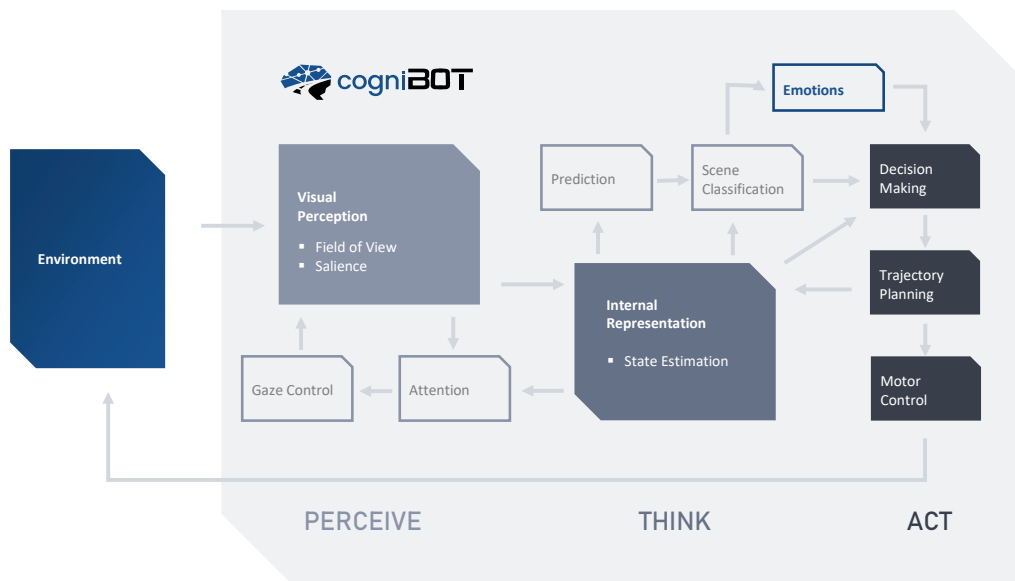 cogniBOT
Emotions
Environment
Visual
Perception
▪ Field of View
▪ Salience
Prediction
Scene
Classification
Decision
Making
Internal
Representation
▪ State Estimation
Trajectory
Planning
Gaze Control
Attention
Motor
Control
PERCEIVE
THINK
ACT